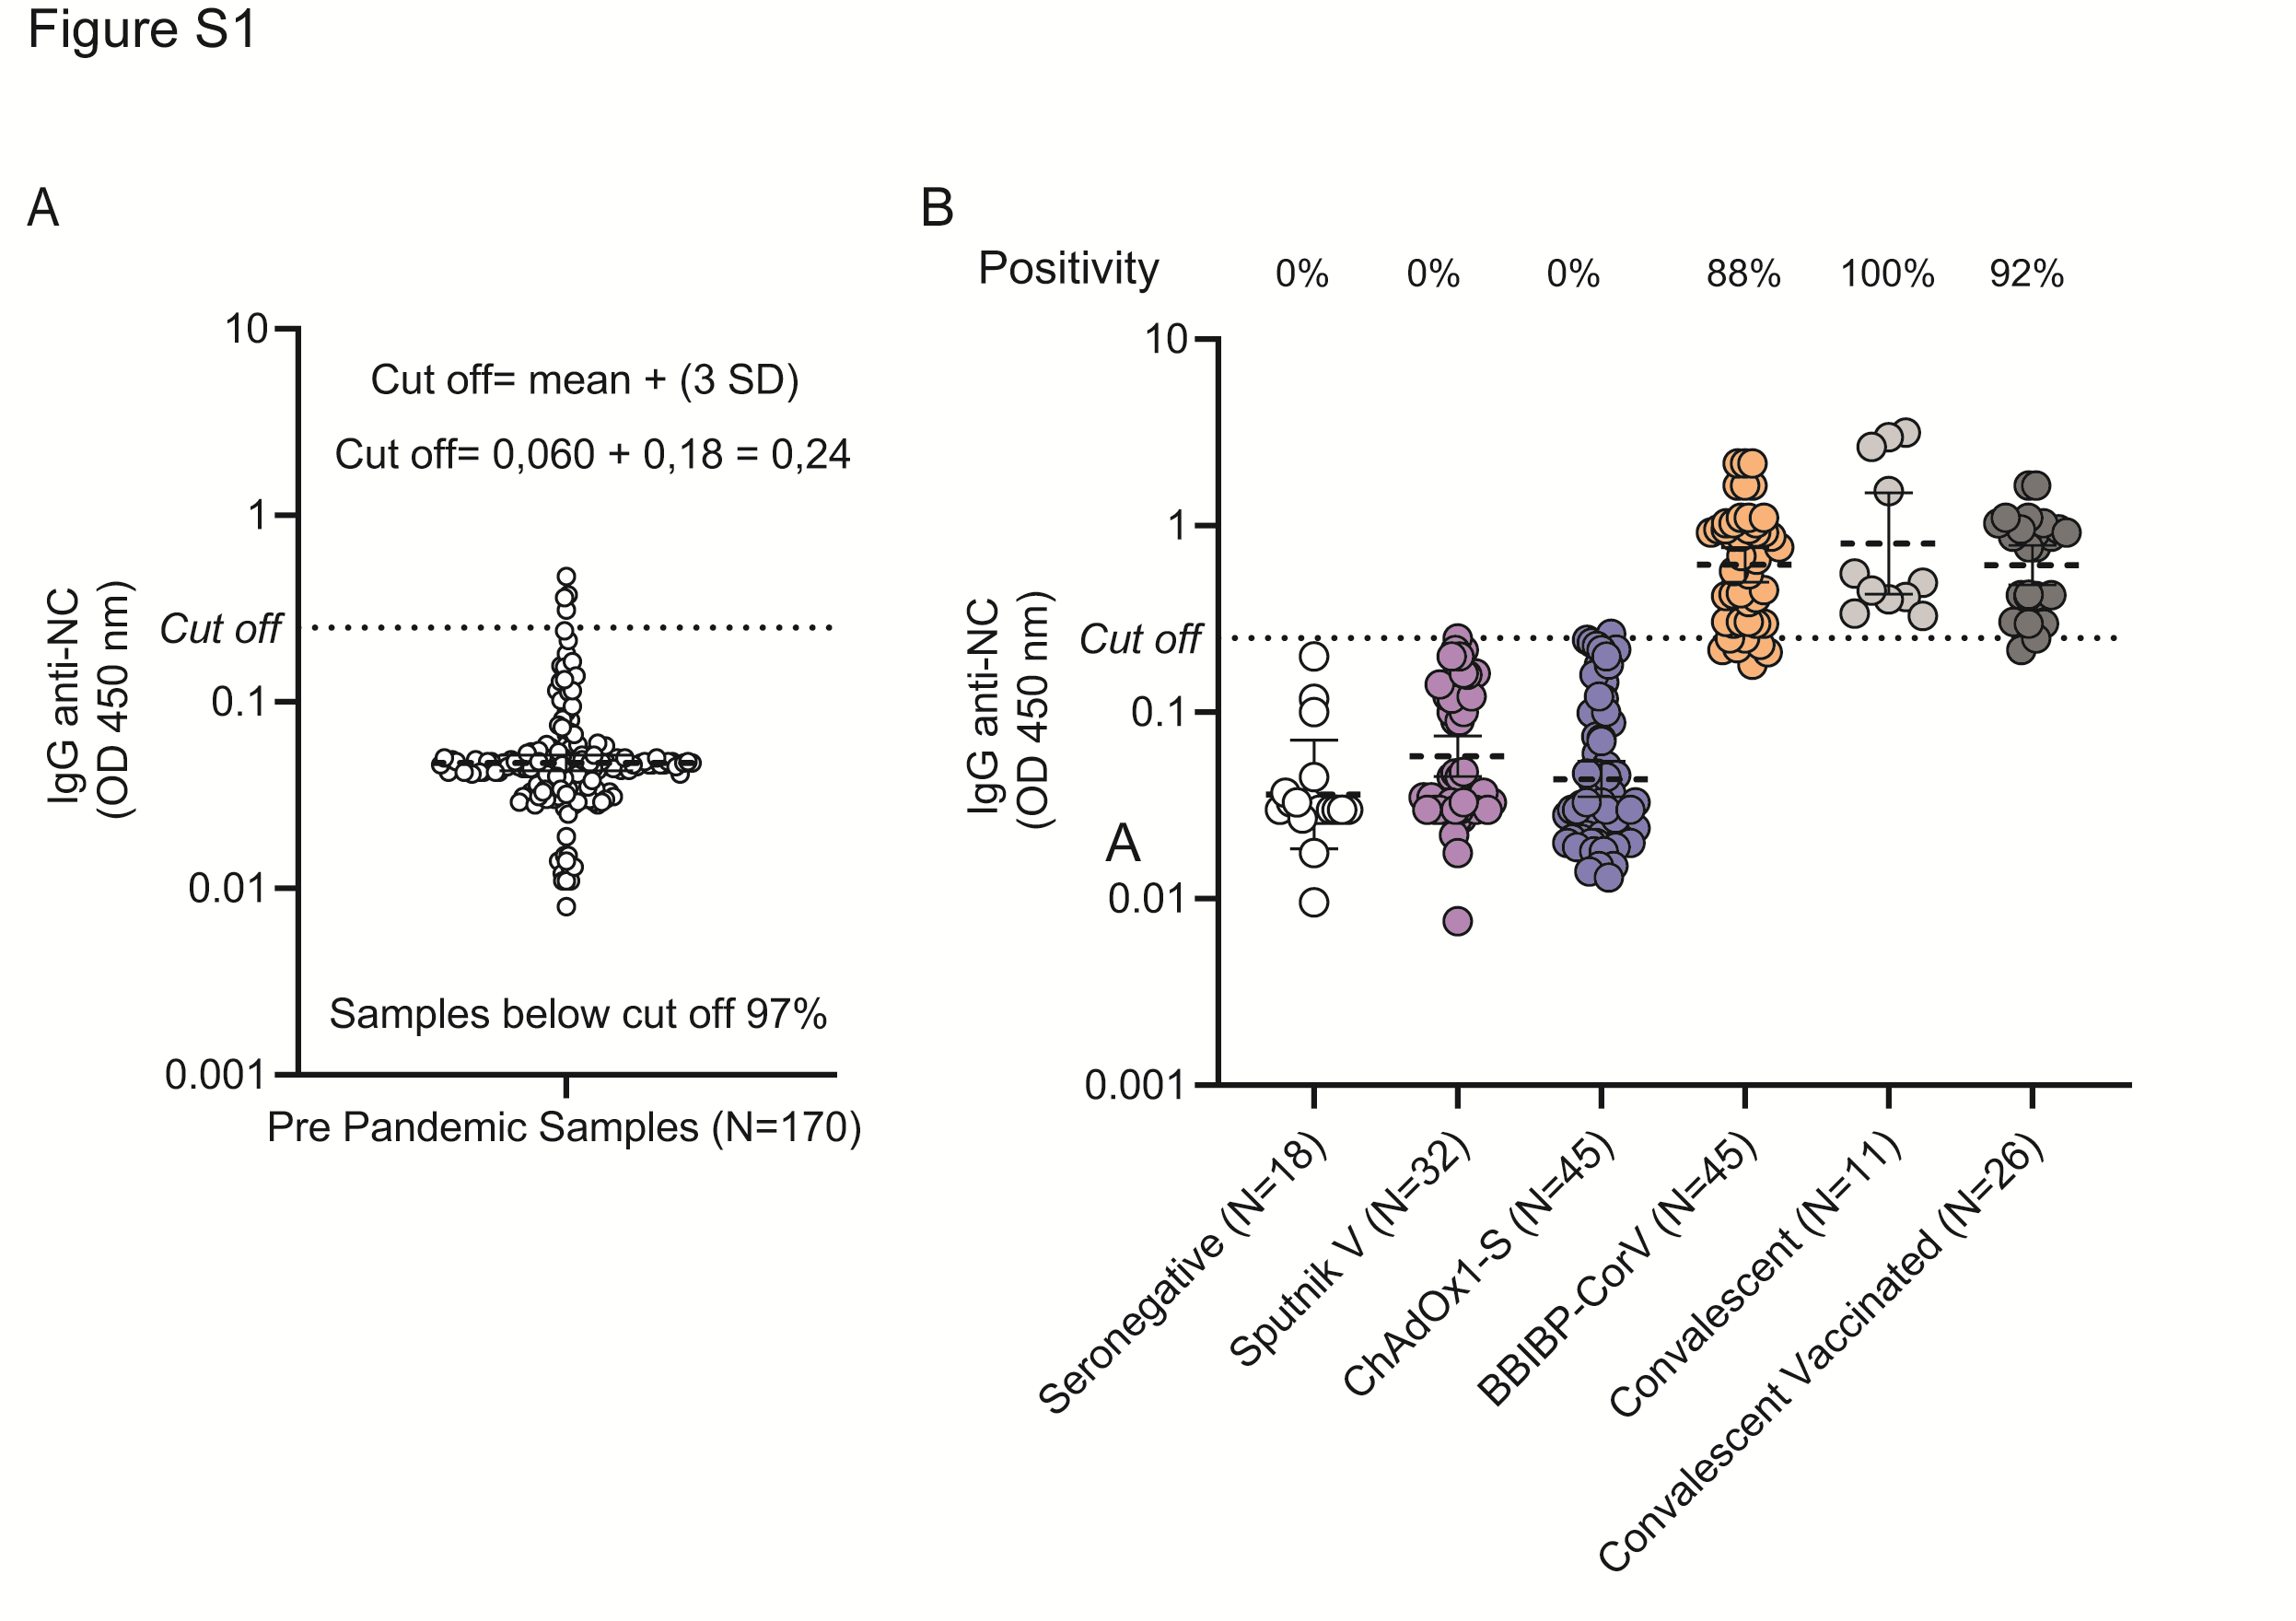 Figure S1
A
10
1
0.1
0.01
0.001
IgG anti-NC
(OD 450 nm)
Cut off
Cut off= mean + (3 SD)
Cut off= 0,060 + 0,18 = 0,24
Samples below cut off 97%
Pre Pandemic Samples (N=170)
B
Positivity 0% 0% 0% 88% 100% 92%
10
1
0.1
0.01
0.001
IgG anti-NC
(OD 450 nm)
Cut off
A
Seronegative (N=18)
Sputnik V (N=32)
ChAdOx1-S (N=45)
BBIBP-CorV (N=45)
Convalescent (N=11)
Convalescent Vaccinated (N=26)